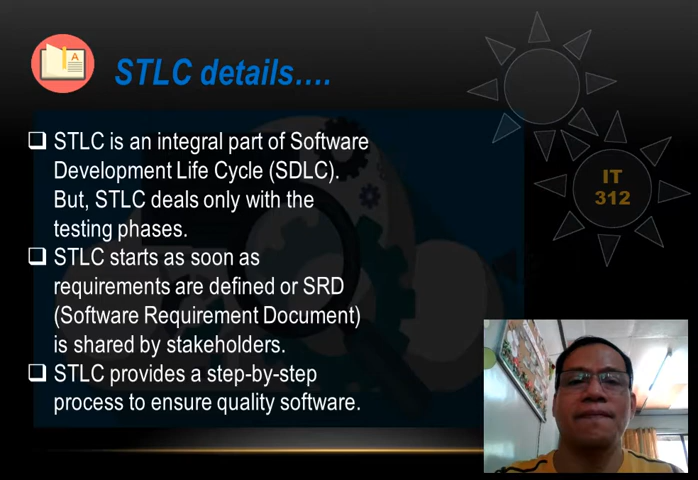 STLC details....
IT
312
STLC is an integral part of Software
Development Life Cycle (SDLC).
But, STLC deals only with the
testing phases.
STLC starts as soon as
requirements are defined or SRD
(Software Requirement Document)
is shared by stakeholders.
STLC provides a step-by-step
process to ensure quality software.